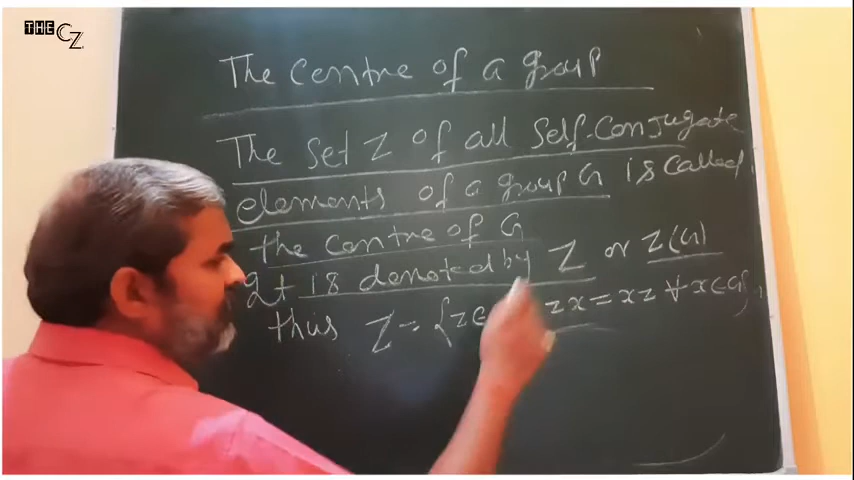 THE CZ
The Centre of a group
The set Z of all self-conjugate
elements of a group G is called
the centre of G
It is denoted by Z or Z(G)
thus Z = {z ∈ zx = xz ∀ x ∈ G}